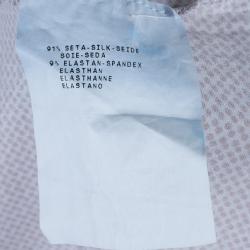 91% SETA-SILK-SEIDE
SOIE-SEDA
9% ELASTAN-SPANDEX
ELASTHAN
ELASTHANNE
ELASTANO